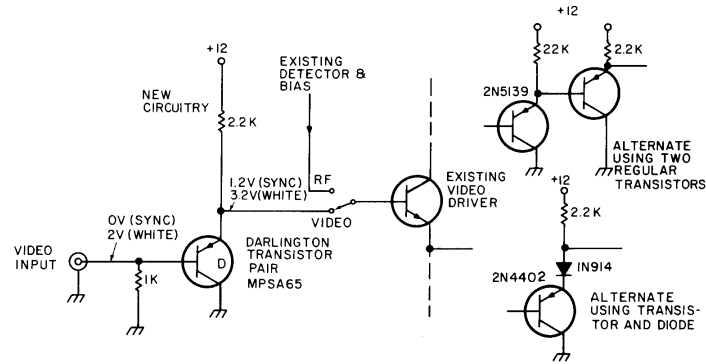 +12
EXISTING
DETECTOR &
BIAS
NEW
CIRCUITRY
2.2K
RF
1.2V (SYNC)
3.2V (WHITE)
VIDEO
EXISTING
VIDEO
DRIVER
0V (SYNC)
2V (WHITE)
VIDEO
INPUT
1K
D
DARLINGTON
TRANSISTOR
PAIR
MPSA65
+12
22K
2.2K
2N5139
ALTERNATE
USING TWO
REGULAR
TRANSISTORS
+12
2.2K
1N914
2N4402
ALTERNATE
USING TRANSIS-
TOR AND DIODE